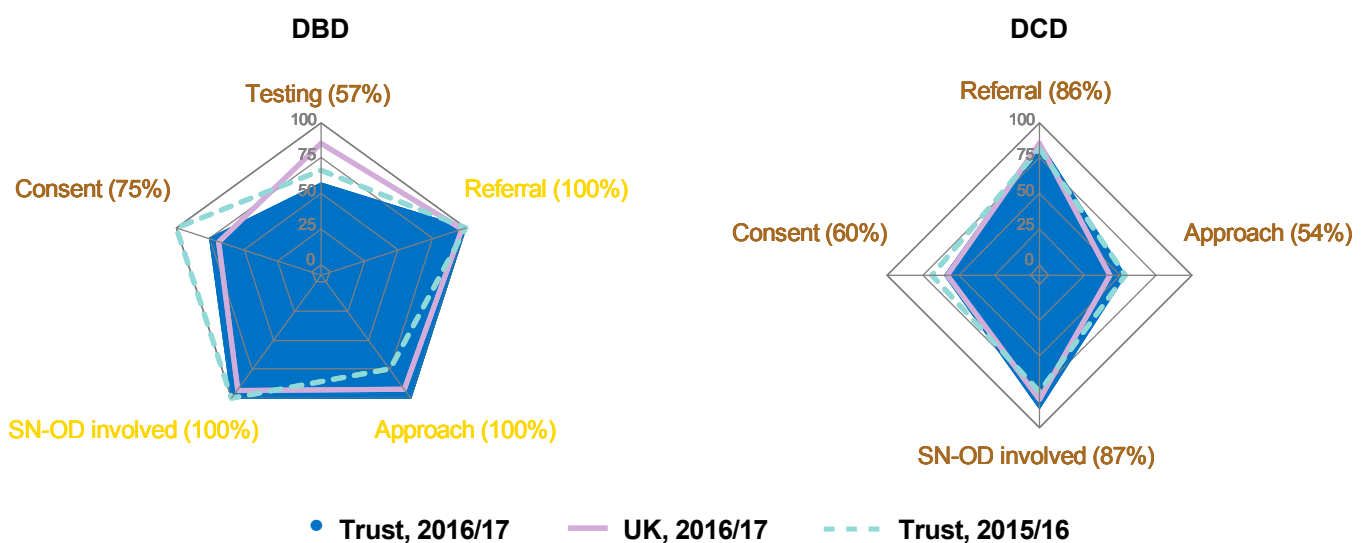 DBD
DCD
Testing (57%)
Referral (86%)
100
75
50
25
0
100
75
50
25
0
Consent (75%)
Referral (100%)
Consent (60%)
Approach (54%)
SN-OD involved (100%)
Approach (100%)
SN-OD involved (87%)
Trust, 2016/17
UK, 2016/17
Trust, 2015/16